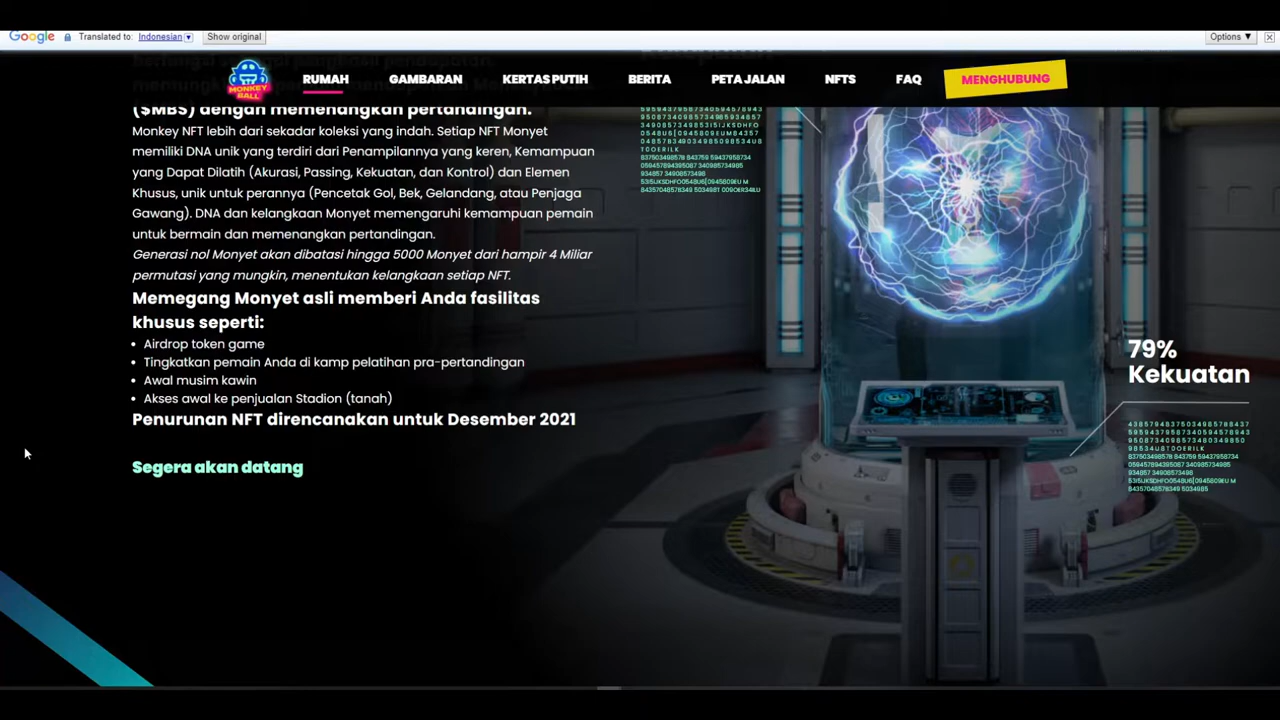 Google Translated to: Indonesian Show original Options ▼
MONKEY BALL
RUMAH GAMBARAN KERTAS PUTIH BERITA PETA JALAN NFTS FAQ MENGHUBUNG
($MBS) dengan memenangkan pertandingan.
Monkey NFT lebih dari sekadar koleksi yang indah. Setiap NFT Monyet
memiliki DNA unik yang terdiri dari Penampilannya yang keren, Kemampuan
yang Dapat Dilatih (Akurasi, Passing, Kekuatan, dan Kontrol) dan Elemen
Khusus, unik untuk perannya (Pencetak Gol, Bek, Gelandang, atau Penjaga
Gawang). DNA dan kelangkaan Monyet memengaruhi kemampuan pemain
untuk bermain dan memenangkan pertandingan.
Generasi nol Monyet akan dibatasi hingga 5000 Monyet dari hampir 4 Miliar
permutasi yang mungkin, menentukan kelangkaan setiap NFT.
Memegang Monyet asli memberi Anda fasilitas
khusus seperti:
• Airdrop token game
• Tingkatkan pemain Anda di kamp pelatihan pra-pertandingan
• Awal musim kawin
• Akses awal ke penjualan Stadion (tanah)
Penurunan NFT direncanakan untuk Desember 2021
Segera akan datang
79%
Kekuatan